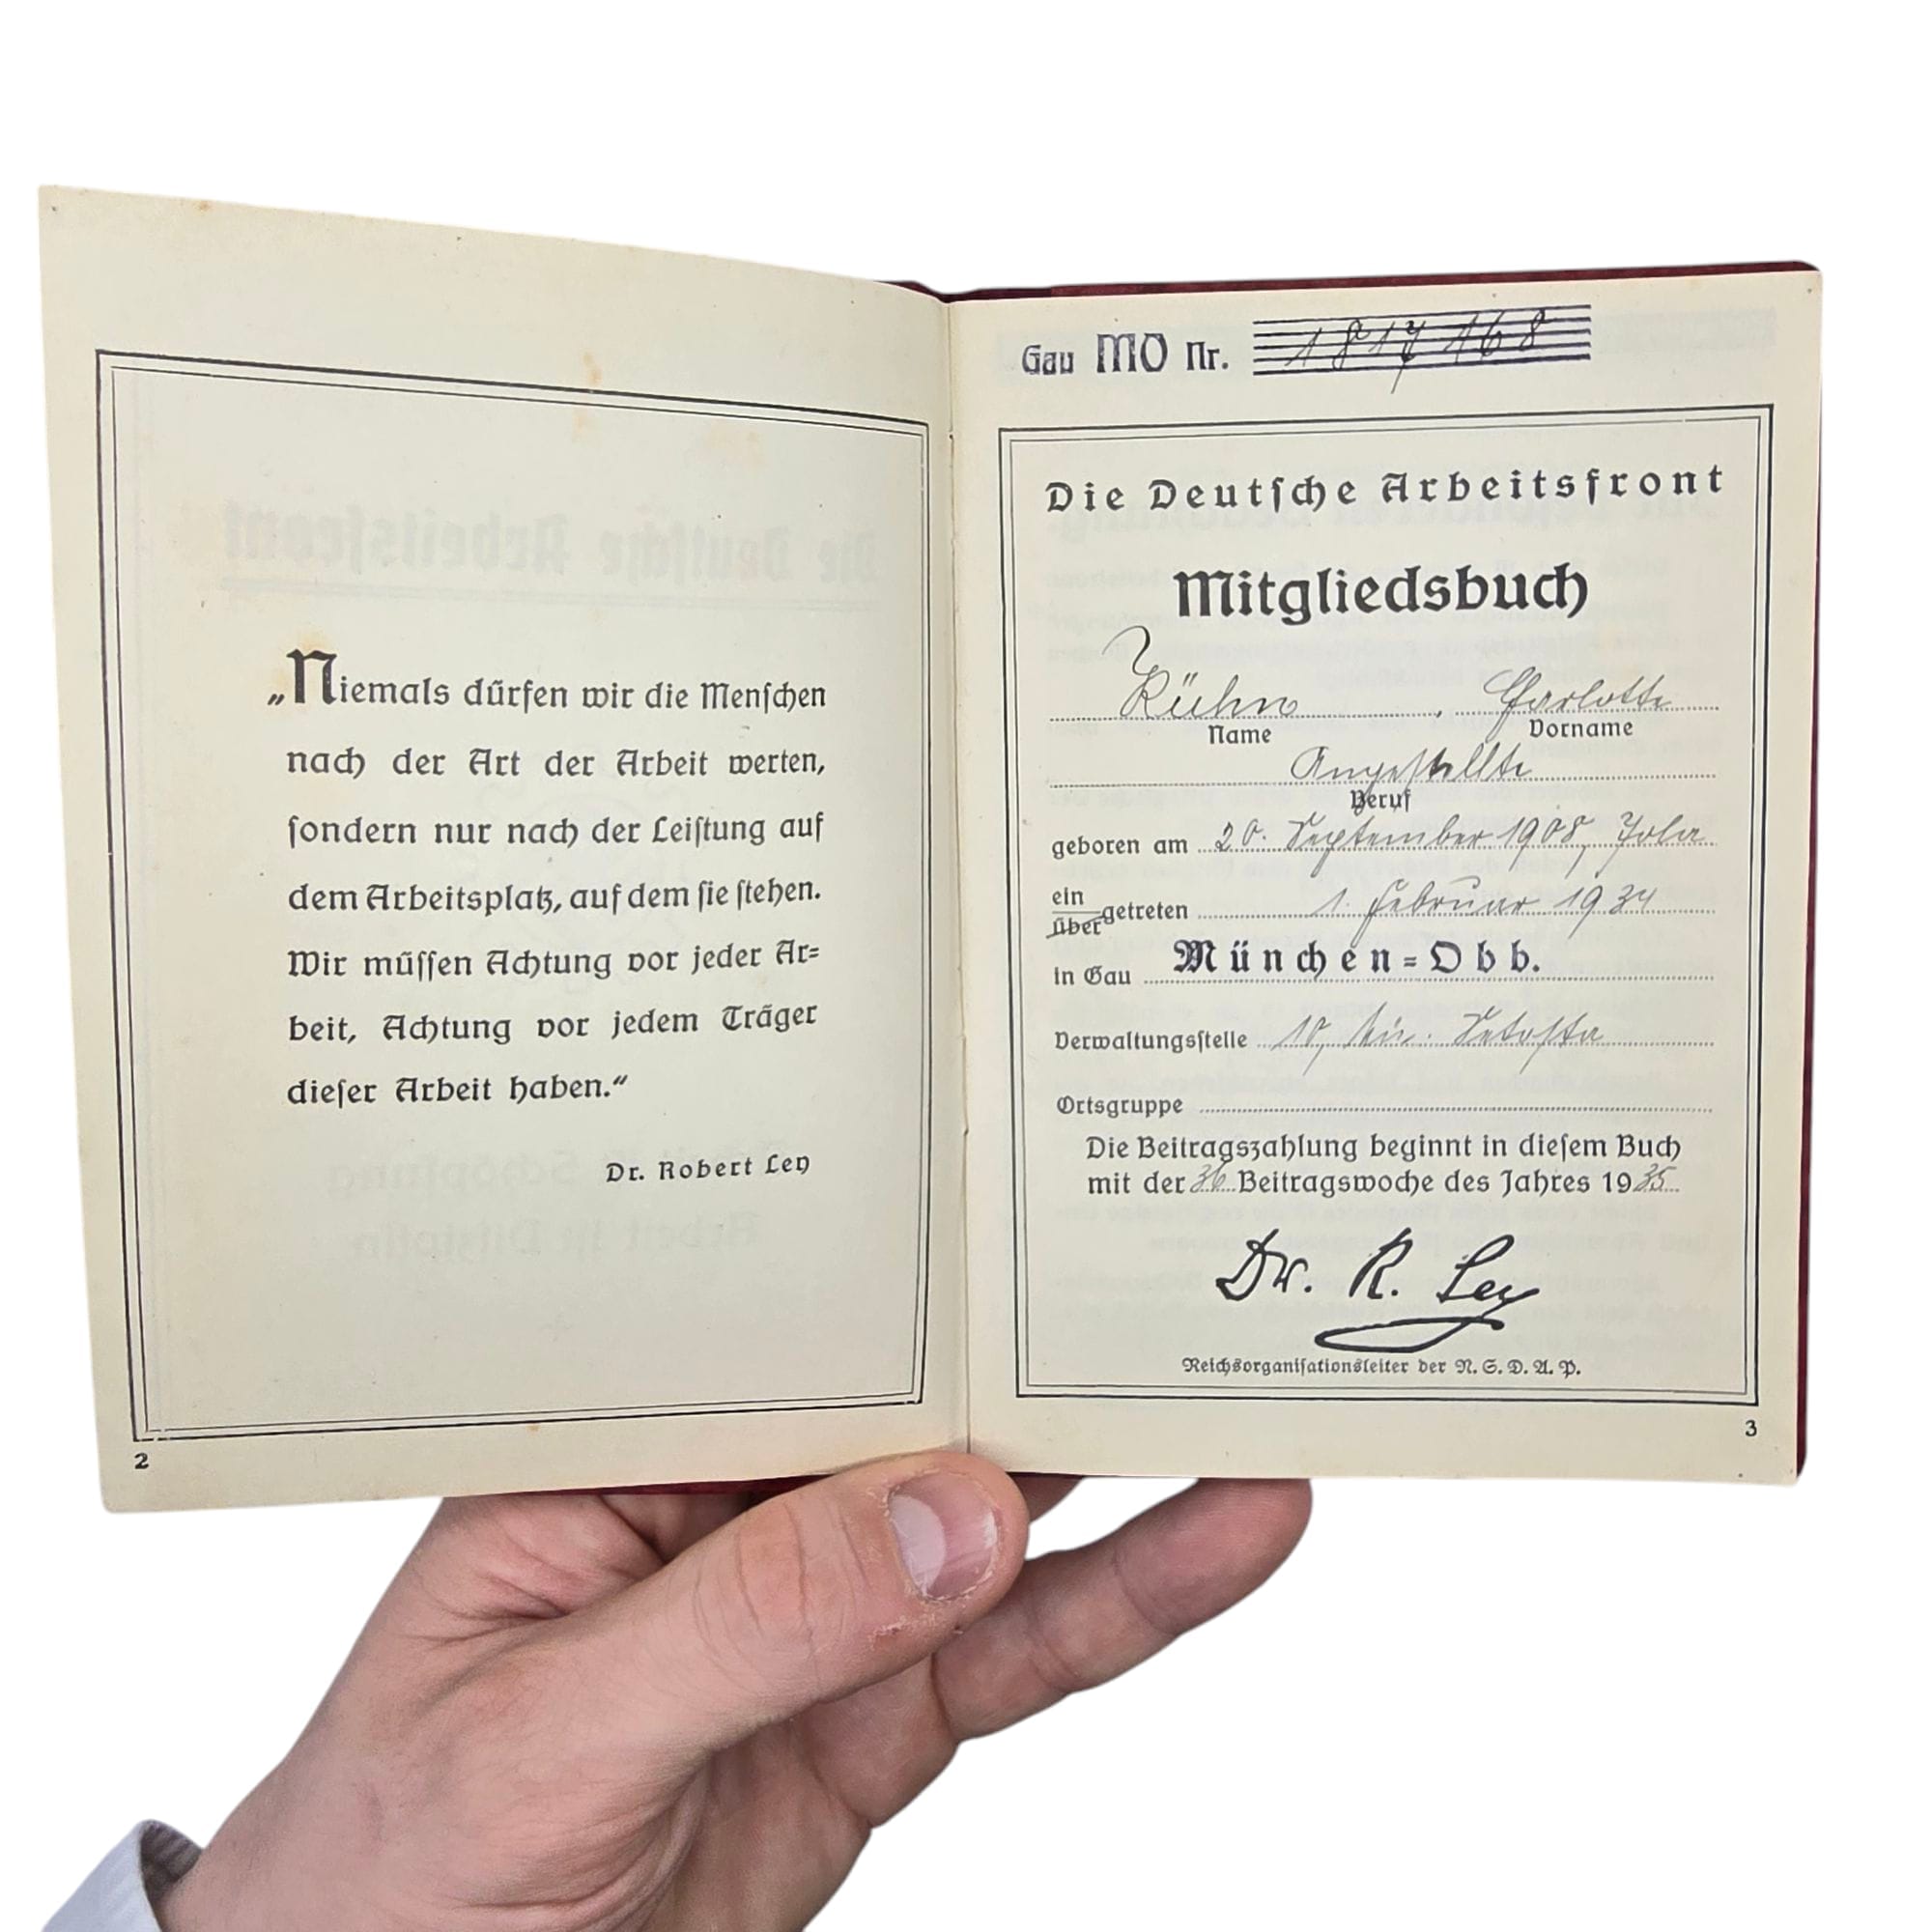 „Niemals dürfen wir die Menſchen
nach der Art der Arbeit werten,
ſondern nur nach der Leiſtung auf
dem Arbeitsplatz, auf dem ſie ſtehen.
Wir müſſen Achtung vor jeder Ar=
beit, Achtung vor jedem Träger
dieſer Arbeit haben.“
Dr. Robert Ley
2
Gau MO Nr. 1817168
Die Deutſche Arbeitsfront
Mitgliedsbuch
Kühn, Charlotte
Name Vorname
Angeſtellte
Beruf
geboren am 20. September 1908,
ein
über getreten 1. Februar 1934
in Gau München=Obb.
Verwaltungsſtelle 10,
Ortsgruppe
Die Beitragszahlung beginnt in dieſem Buch
mit der 36 Beitragswoche des Jahres 1935
Dr. R. Ley
Reichsorganiſationsleiter der N. S. D. A. P.
3